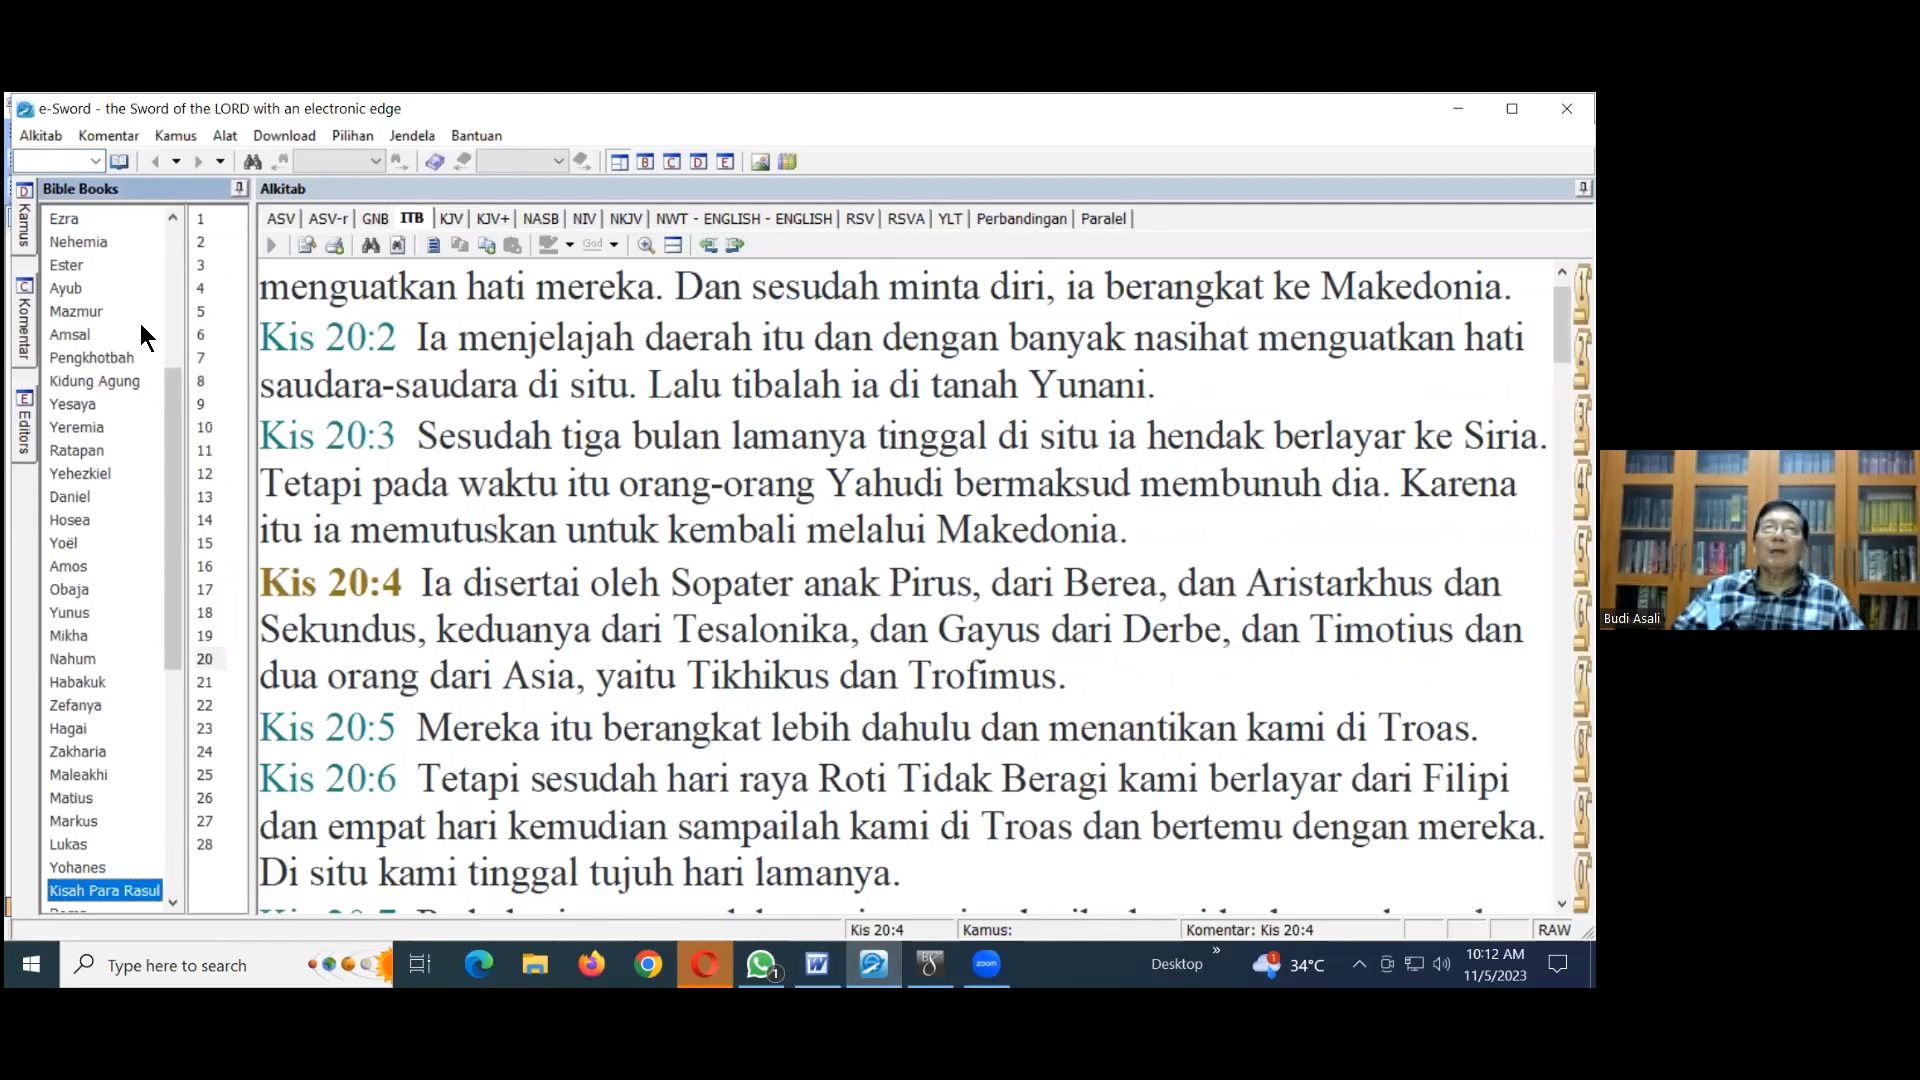 e-Sword - the Sword of the LORD with an electronic edge
Alkitab Komentar Kamus Alat Download Pilihan Jendela Bantuan
B C D E
Bible Books
Alkitab
D Kamus
C Komentar
E Editors
Ezra
Nehemia
Ester
Ayub
Mazmur
Amsal
Pengkhotbah
Kidung Agung
Yesaya
Yeremia
Ratapan
Yehezkiel
Daniel
Hosea
Yoël
Amos
Obaja
Yunus
Mikha
Nahum
Habakuk
Zefanya
Hagai
Zakharia
Maleakhi
Matius
Markus
Lukas
Yohanes
Kisah Para Rasul
1
2
3
4
5
6
7
8
9
10
11
12
13
14
15
16
17
18
19
20
21
22
23
24
25
26
27
28
ASV ASV-r GNB ITB KJV KJV+ NASB NIV NKJV NWT - ENGLISH - ENGLISH RSV RSVA YLT Perbandingan Paralel
God
menguatkan hati mereka. Dan sesudah minta diri, ia berangkat ke Makedonia.
Kis 20:2 Ia menjelajah daerah itu dan dengan banyak nasihat menguatkan hati
saudara-saudara di situ. Lalu tibalah ia di tanah Yunani.
Kis 20:3 Sesudah tiga bulan lamanya tinggal di situ ia hendak berlayar ke Siria.
Tetapi pada waktu itu orang-orang Yahudi bermaksud membunuh dia. Karena
itu ia memutuskan untuk kembali melalui Makedonia.
Kis 20:4 Ia disertai oleh Sopater anak Pirus, dari Berea, dan Aristarkhus dan
Sekundus, keduanya dari Tesalonika, dan Gayus dari Derbe, dan Timotius dan
dua orang dari Asia, yaitu Tikhikus dan Trofimus.
Kis 20:5 Mereka itu berangkat lebih dahulu dan menantikan kami di Troas.
Kis 20:6 Tetapi sesudah hari raya Roti Tidak Beragi kami berlayar dari Filipi
dan empat hari kemudian sampailah kami di Troas dan bertemu dengan mereka.
Di situ kami tinggal tujuh hari lamanya.
1
2
3
4
5
6
7
8
9
0
Kis 20:4 Kamus: Komentar: Kis 20:4 RAW
Type here to search
1
zoom
Desktop
1
34°C
10:12 AM
11/5/2023
Budi Asali